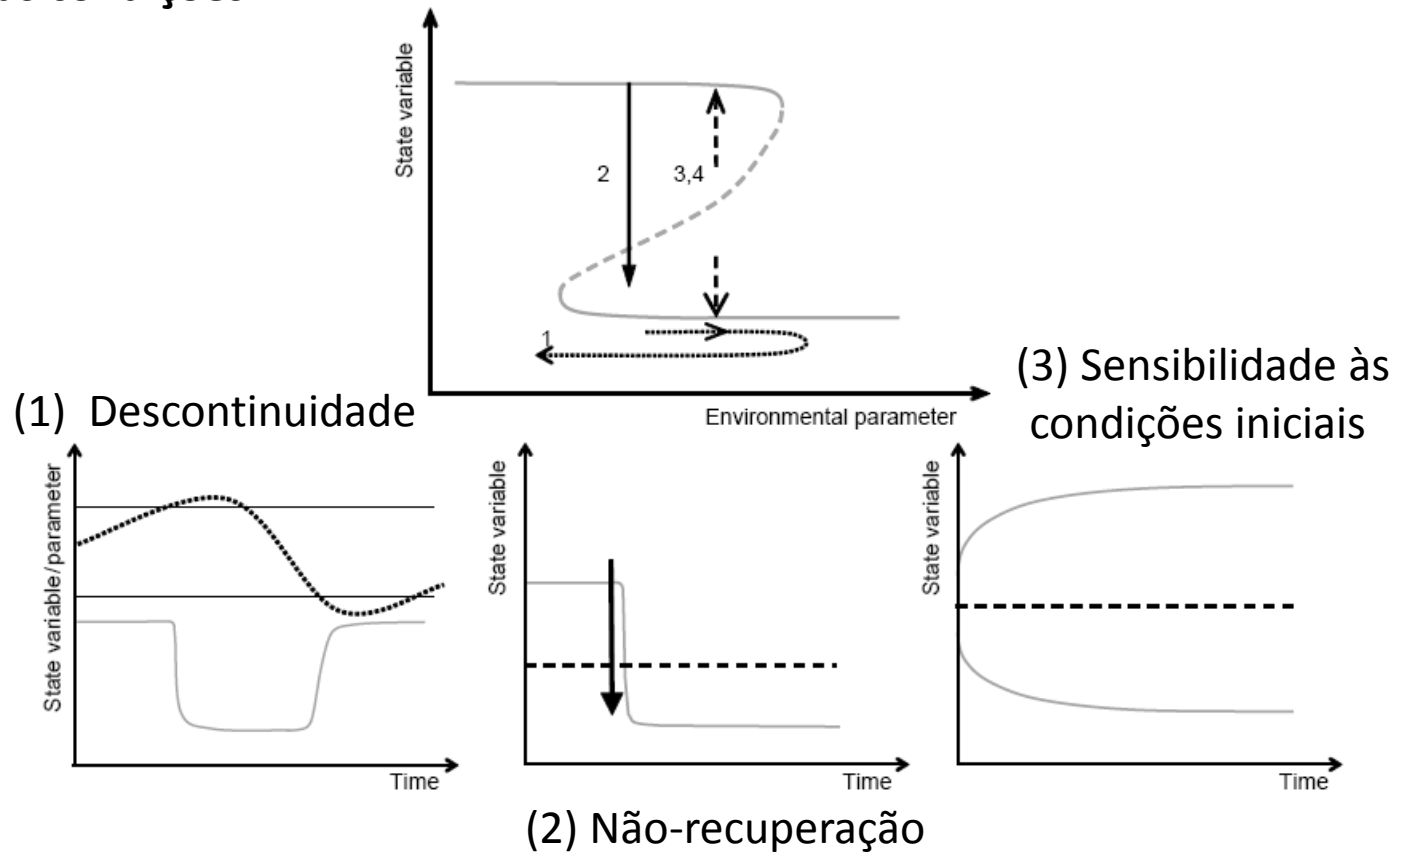 State variable
2
3,4
1
Environmental parameter
(1) Descontinuidade
(3) Sensibilidade às
condições iniciais
State variable/parameter
Time
State variable
Time
State variable
Time
(2) Não-recuperação